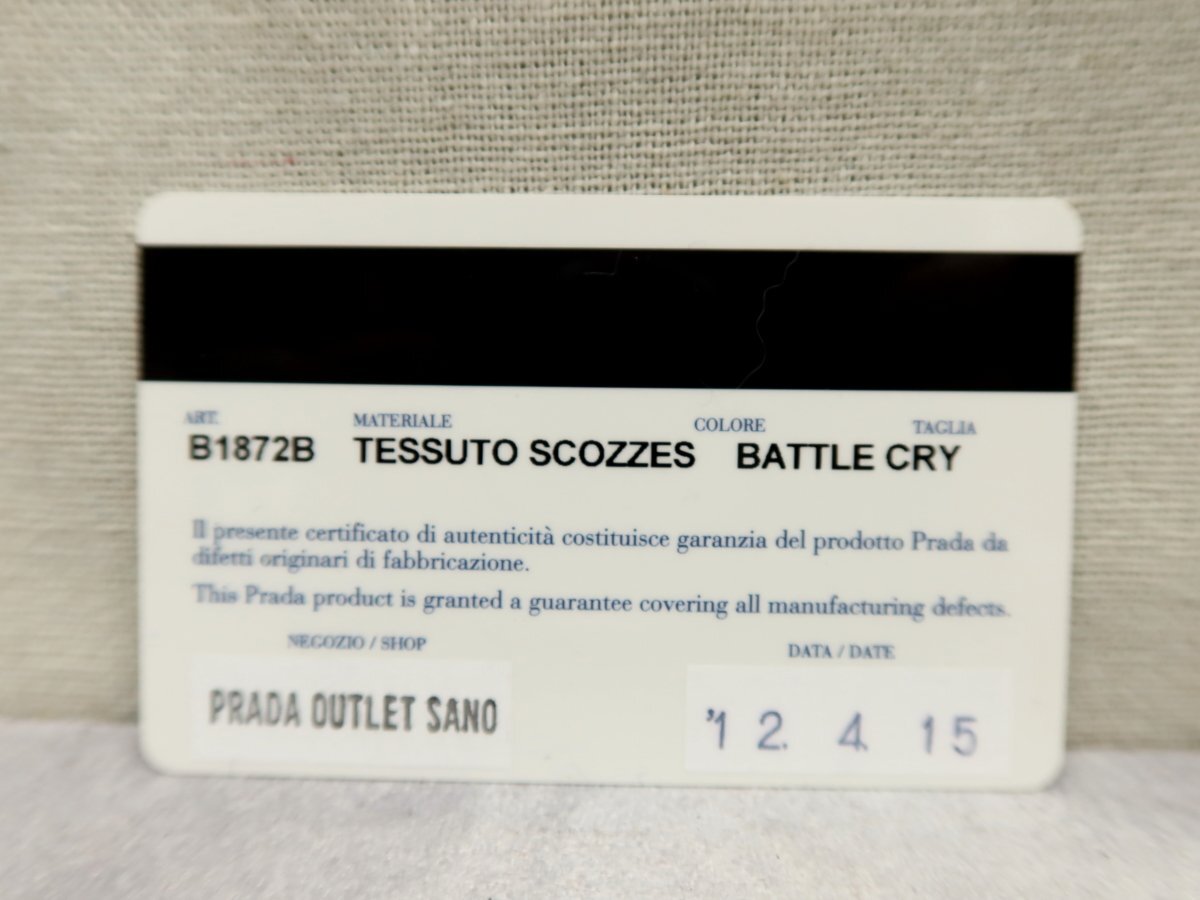 ART. MATERIALE COLORE TAGLIA
B1872B TESSUTO SCOZZES BATTLE CRY
Il presente certificato di autenticità costituisce garanzia del prodotto Prada da
difetti originari di fabbricazione.
This Prada product is granted a guarantee covering all manufacturing defects.
NEGOZIO / SHOP DATA / DATE
PRADA OUTLET SANO '12. 4. 15